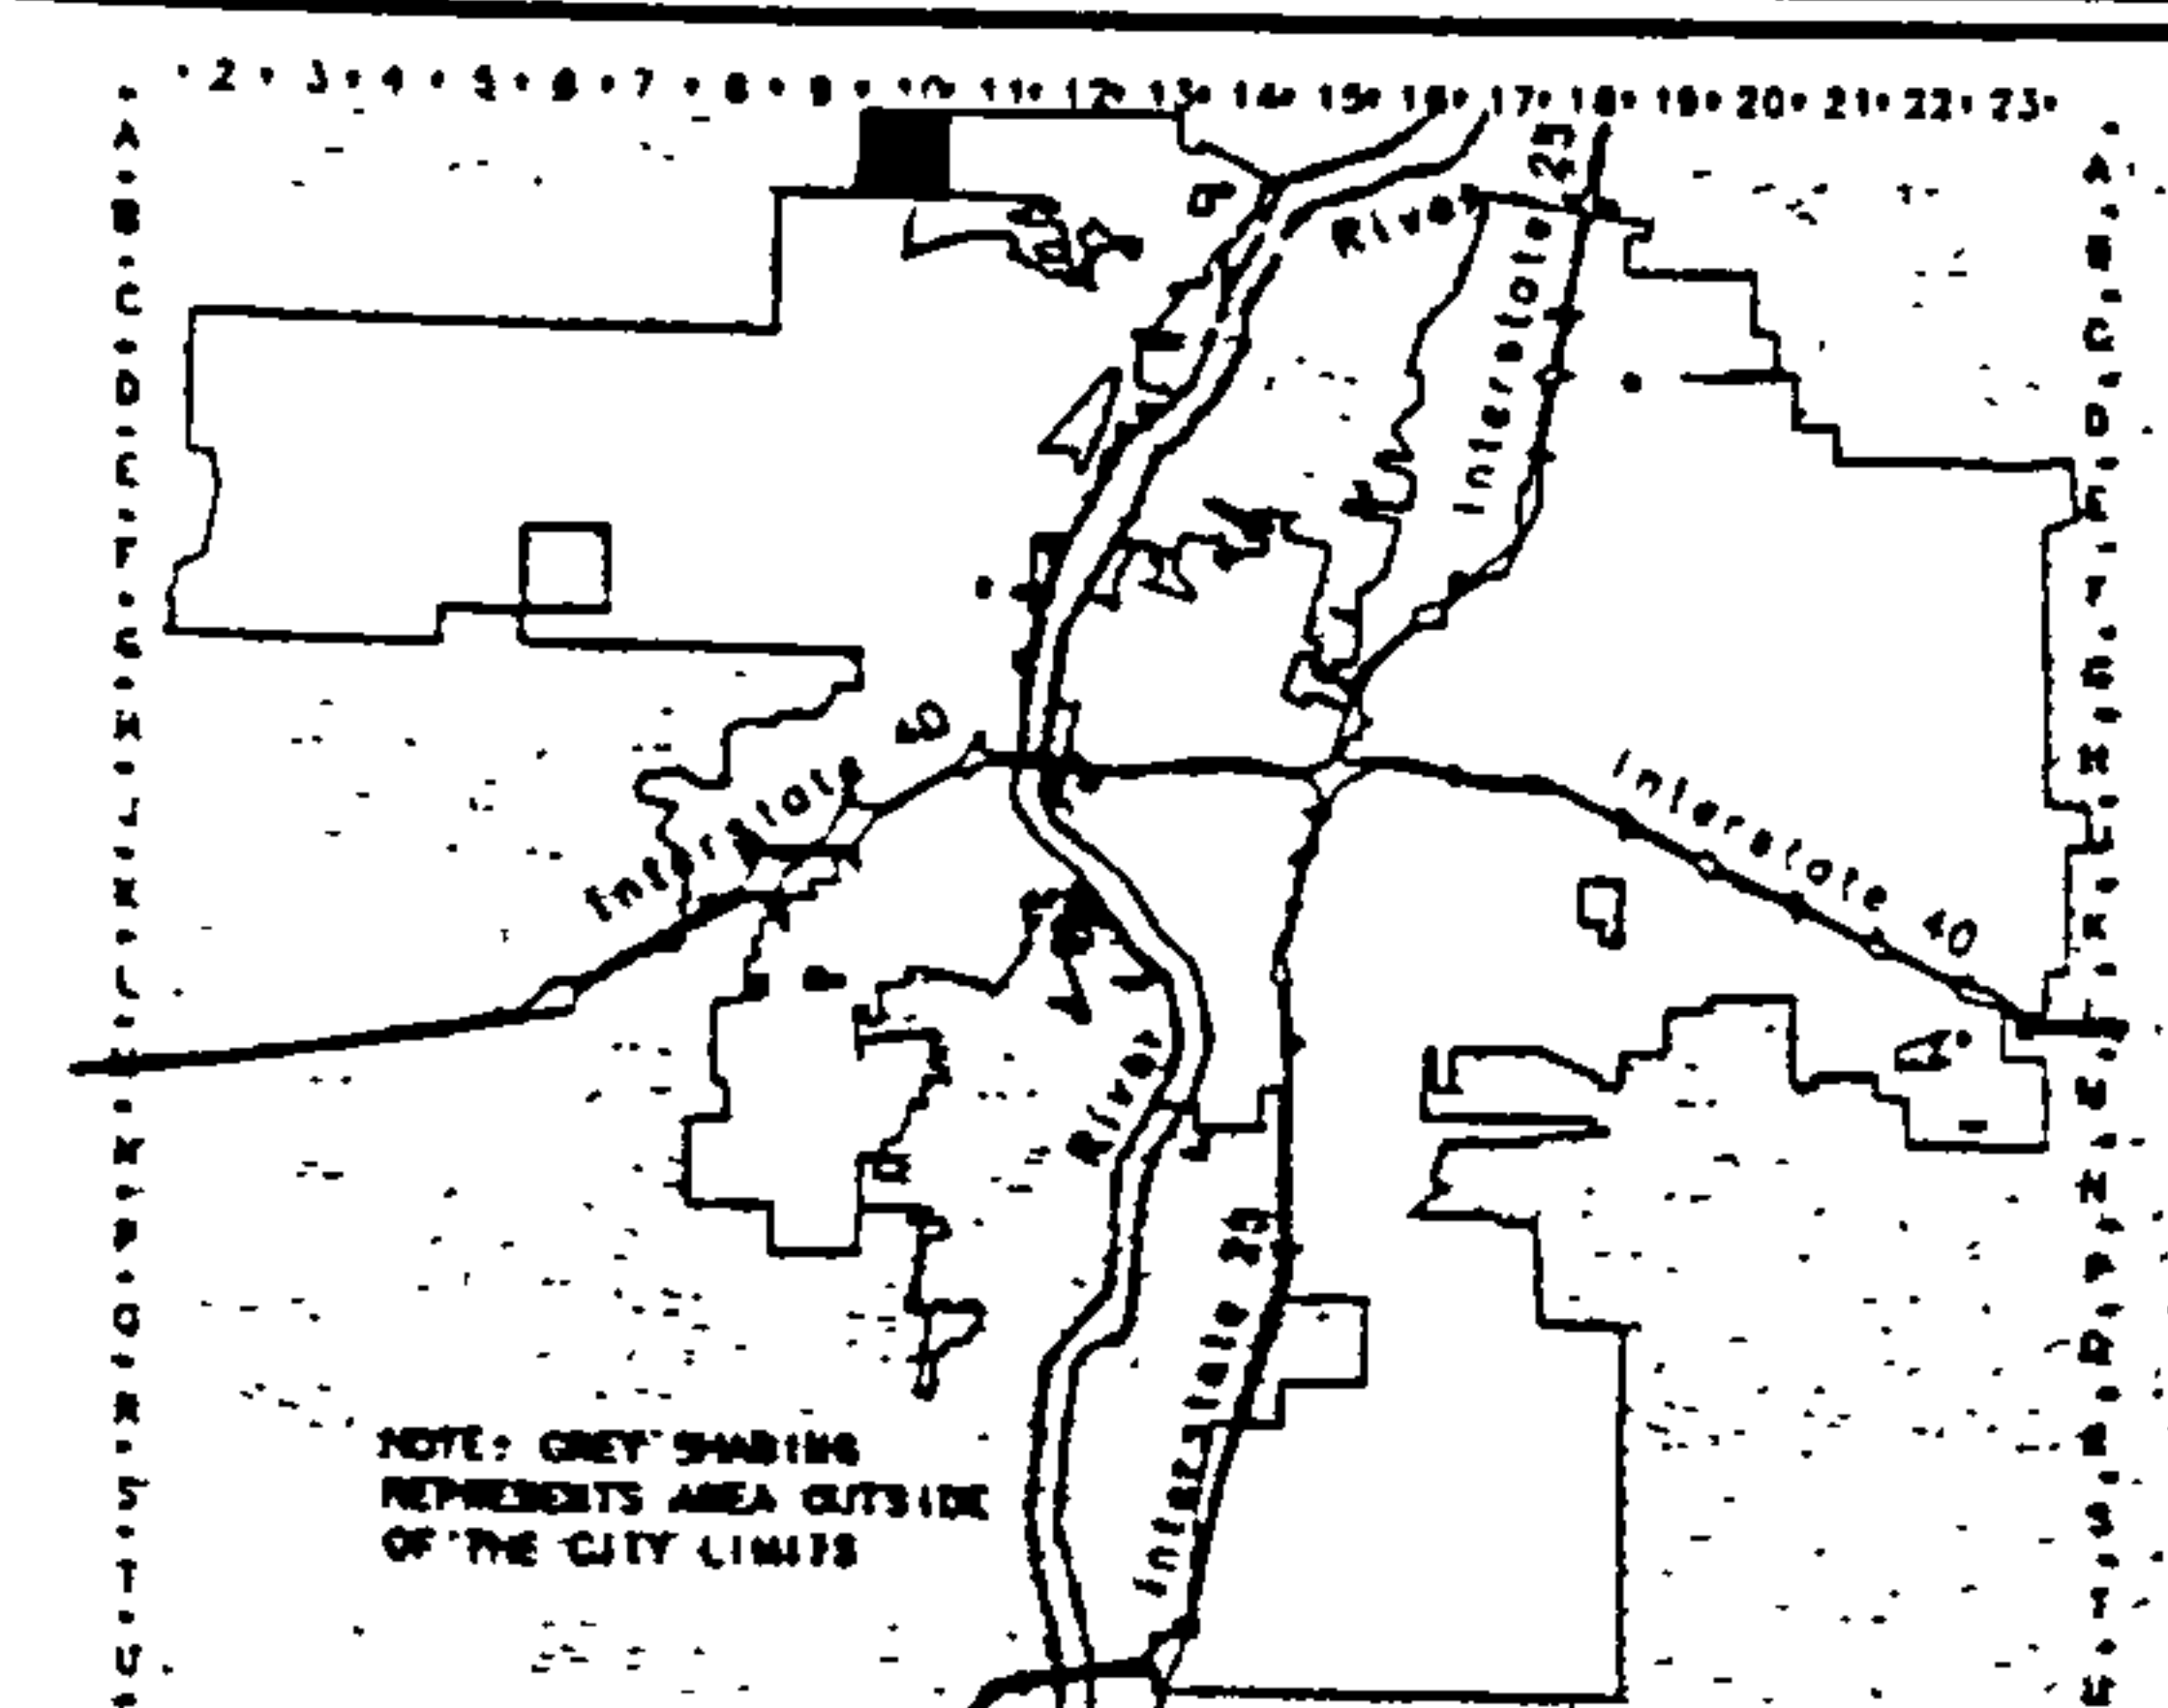 2 3 4 5 6 7 8 9 10 11 12 13 14 15 16 17 18 19 20 21 22 23
A A
B B
C C
D D
E E
F F
G G
H H
J J
K K
L L
M M
N N
P P
Q Q
R R
S S
T T
U U
River
Interstate 25
Interstate 40
Interstate 40
River
Interstate 25
NOTE: GREY SHADING
REPRESENTS AREA OUTSIDE
OF THE CITY LIMITS